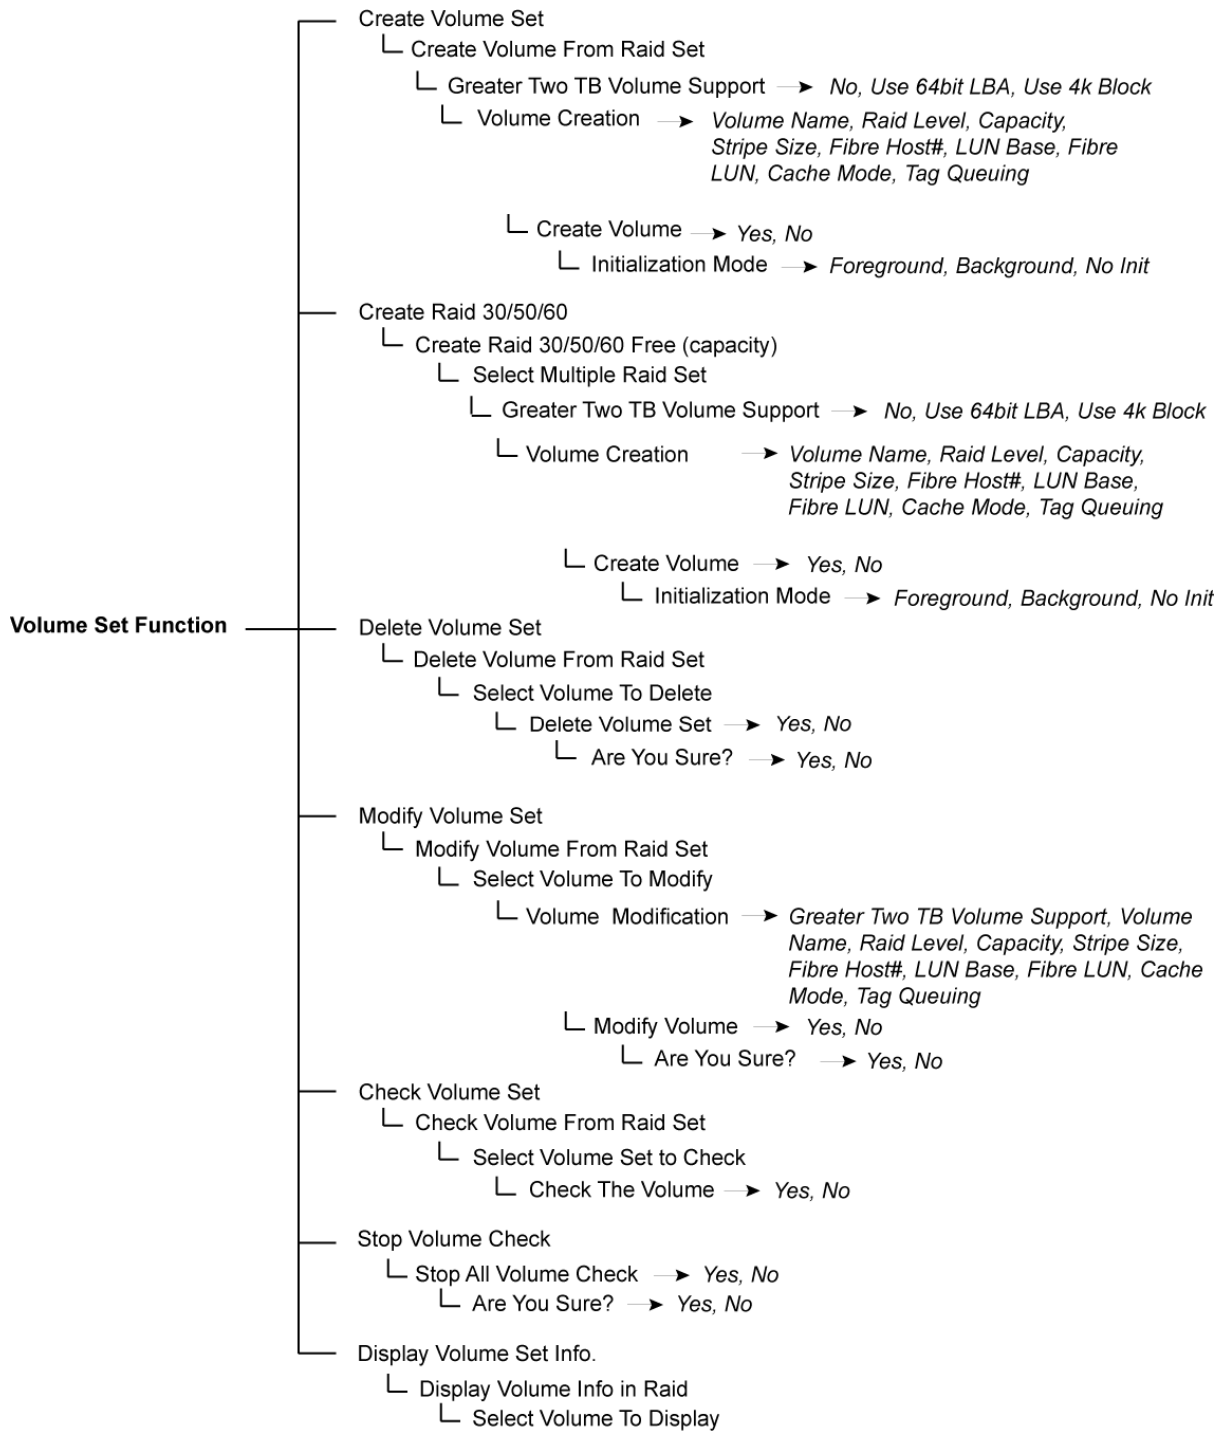 Create Volume Set
Create Volume From Raid Set
Greater Two TB Volume Support No, Use 64bit LBA, Use 4k Block
Volume Creation Volume Name, Raid Level, Capacity,
Stripe Size, Fibre Host#, LUN Base, Fibre
LUN, Cache Mode, Tag Queuing
Create Volume Yes, No
Initialization Mode Foreground, Background, No Init
Create Raid 30/50/60
Create Raid 30/50/60 Free (capacity)
Select Multiple Raid Set
Greater Two TB Volume Support No, Use 64bit LBA, Use 4k Block
Volume Creation Volume Name, Raid Level, Capacity,
Stripe Size, Fibre Host#, LUN Base,
Fibre LUN, Cache Mode, Tag Queuing
Create Volume Yes, No
Initialization Mode Foreground, Background, No Init
Volume Set Function
Delete Volume Set
Delete Volume From Raid Set
Select Volume To Delete
Delete Volume Set Yes, No
Are You Sure? Yes, No
Modify Volume Set
Modify Volume From Raid Set
Select Volume To Modify
Volume Modification Greater Two TB Volume Support, Volume
Name, Raid Level, Capacity, Stripe Size,
Fibre Host#, LUN Base, Fibre LUN, Cache
Mode, Tag Queuing
Modify Volume Yes, No
Are You Sure? Yes, No
Check Volume Set
Check Volume From Raid Set
Select Volume Set to Check
Check The Volume Yes, No
Stop Volume Check
Stop All Volume Check Yes, No
Are You Sure? Yes, No
Display Volume Set Info.
Display Volume Info in Raid
Select Volume To Display